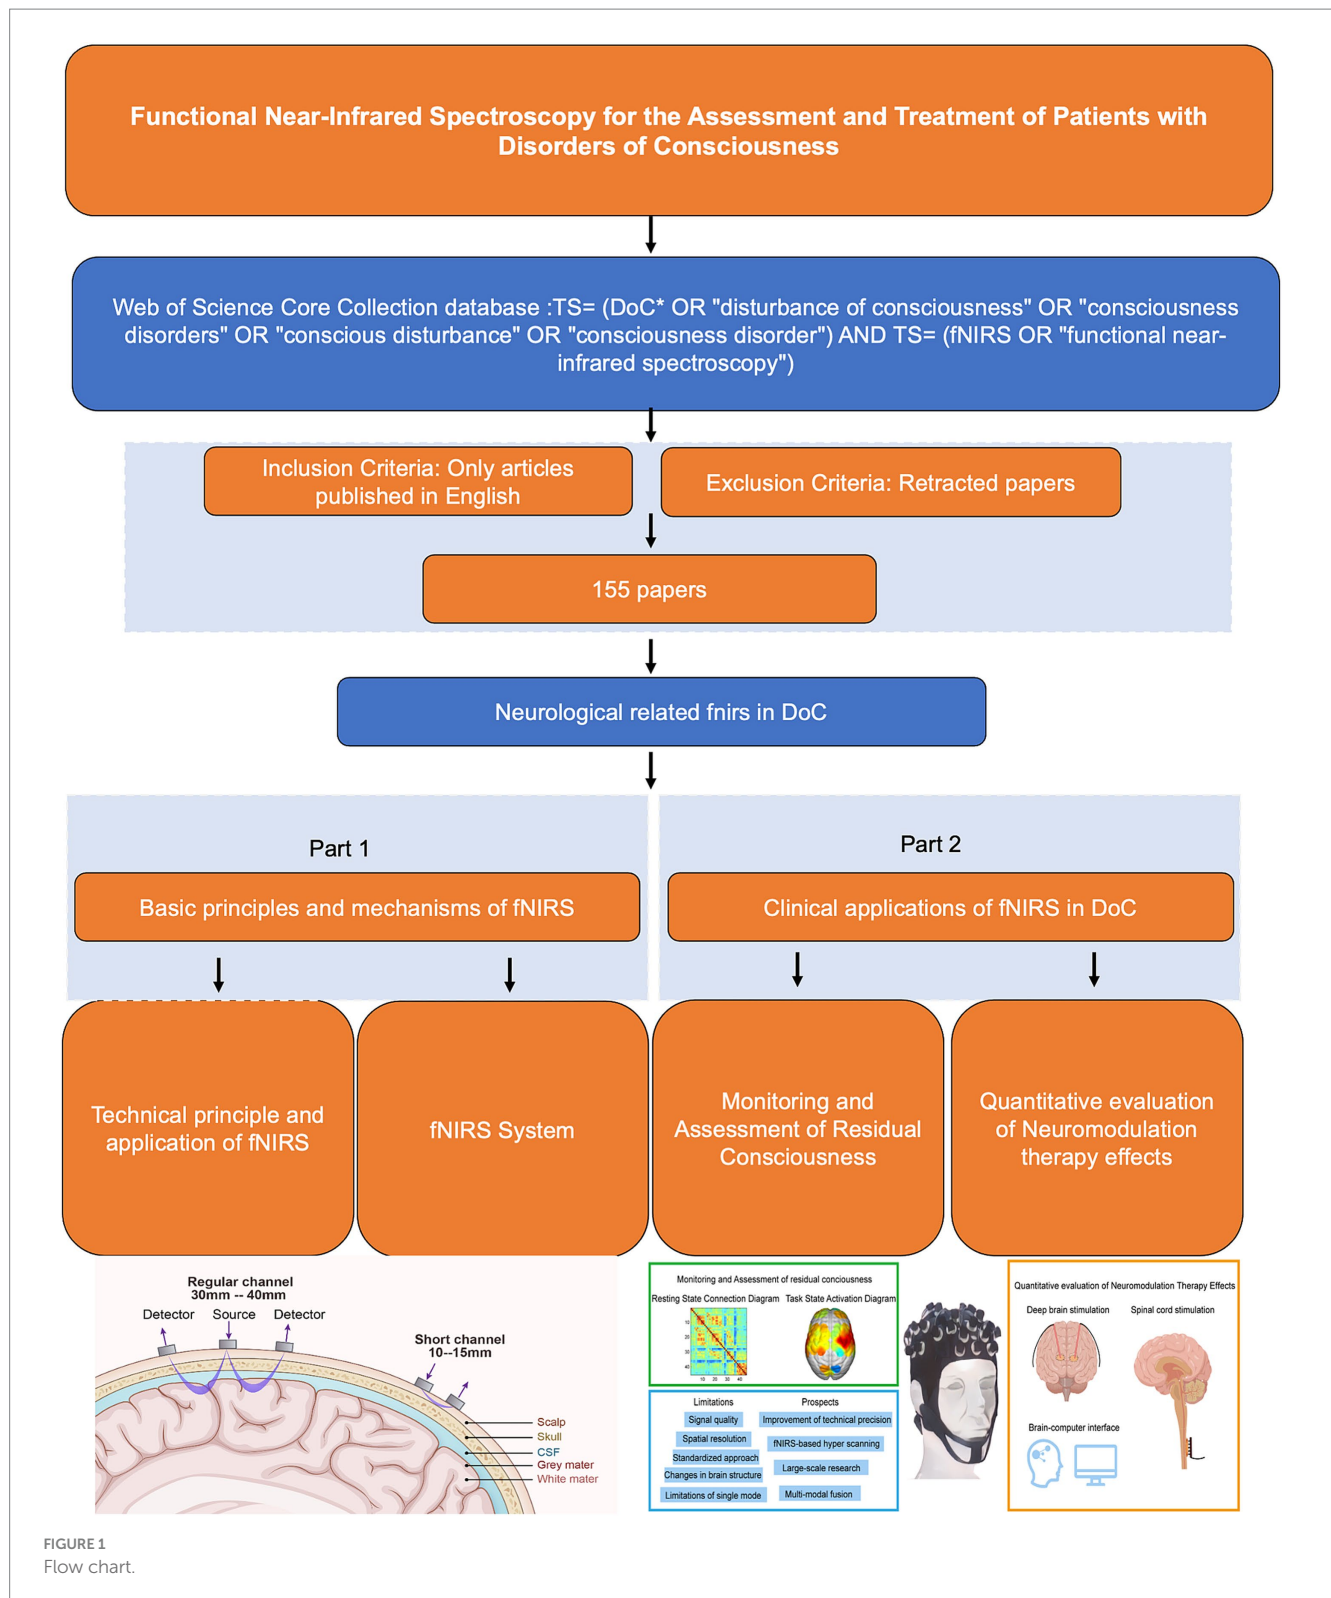 Functional Near-Infrared Spectroscopy for the Assessment and Treatment of Patients with
Disorders of Consciousness
Web of Science Core Collection database :TS= (DoC* OR "disturbance of consciousness" OR "consciousness
disorders" OR "conscious disturbance" OR "consciousness disorder") AND TS= (fNIRS OR "functional near-
infrared spectroscopy")
Inclusion Criteria: Only articles
published in English
Exclusion Criteria: Retracted papers
155 papers
Neurological related fnirs in DoC
Part 1
Basic principles and mechanisms of fNIRS
Part 2
Clinical applications of fNIRS in DoC
Technical principle and
application of fNIRS
fNIRS System
Monitoring and
Assessment of Residual
Consciousness
Quantitative evaluation
of Neuromodulation
therapy effects
Regular channel
30mm -- 40mm
Detector
Source
Detector
Short channel
10--15mm
Scalp
Skull
CSF
Grey mater
White mater
Monitoring and Assessment of residual conciousness
Resting State Connection Diagram
Task State Activation Diagram
10
20
30
40
10 20 30 40
Limitations
Signal quality
Spatial resolution
Standardized approach
Changes in brain structure
Limitations of single mode
Prospects
Improvement of technical precision
fNIRS-based hyper scanning
Large-scale research
Multi-modal fusion
Quantitative evaluation of Neuromodulation Therapy Effects
Deep brain stimulation
Spinal cord stimulation
Brain-computer interface
FIGURE 1
Flow chart.